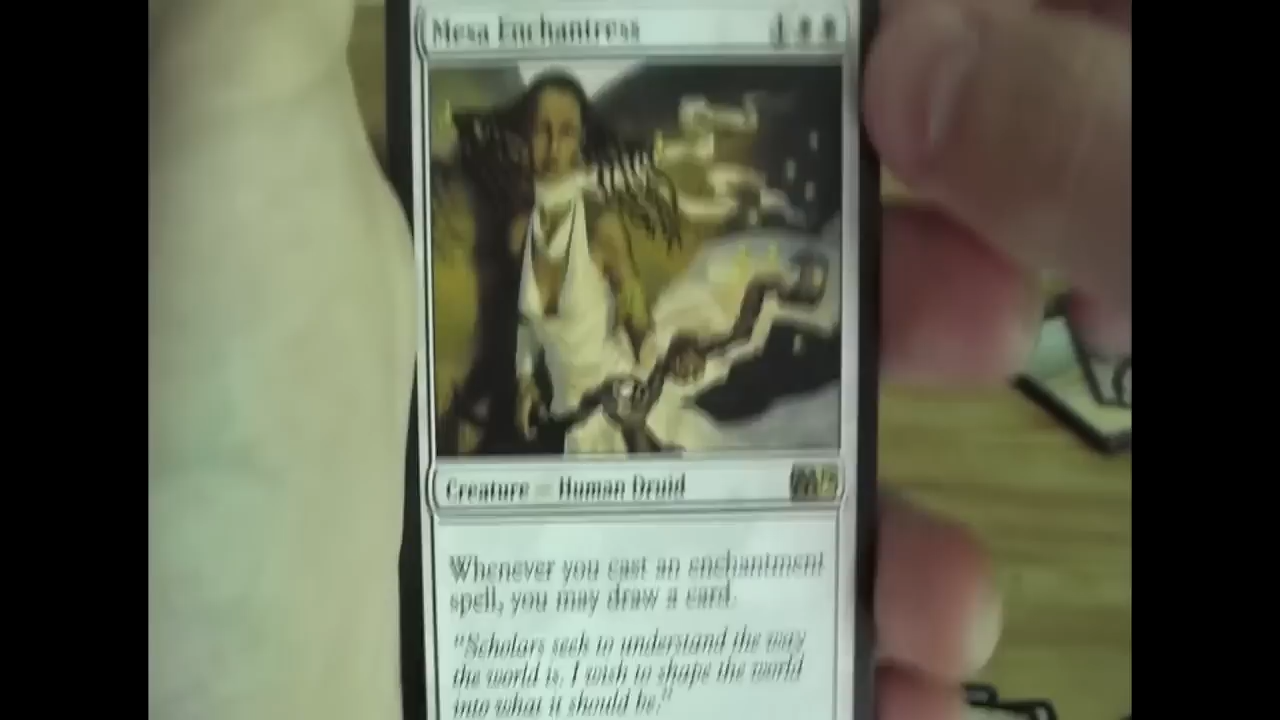 Mesa Enchantress 1
Creature — Human Druid
Whenever you cast an enchantment
spell, you may draw a card.
"Scholars seek to understand the way
the world is. I wish to shape the world
into what it should be."